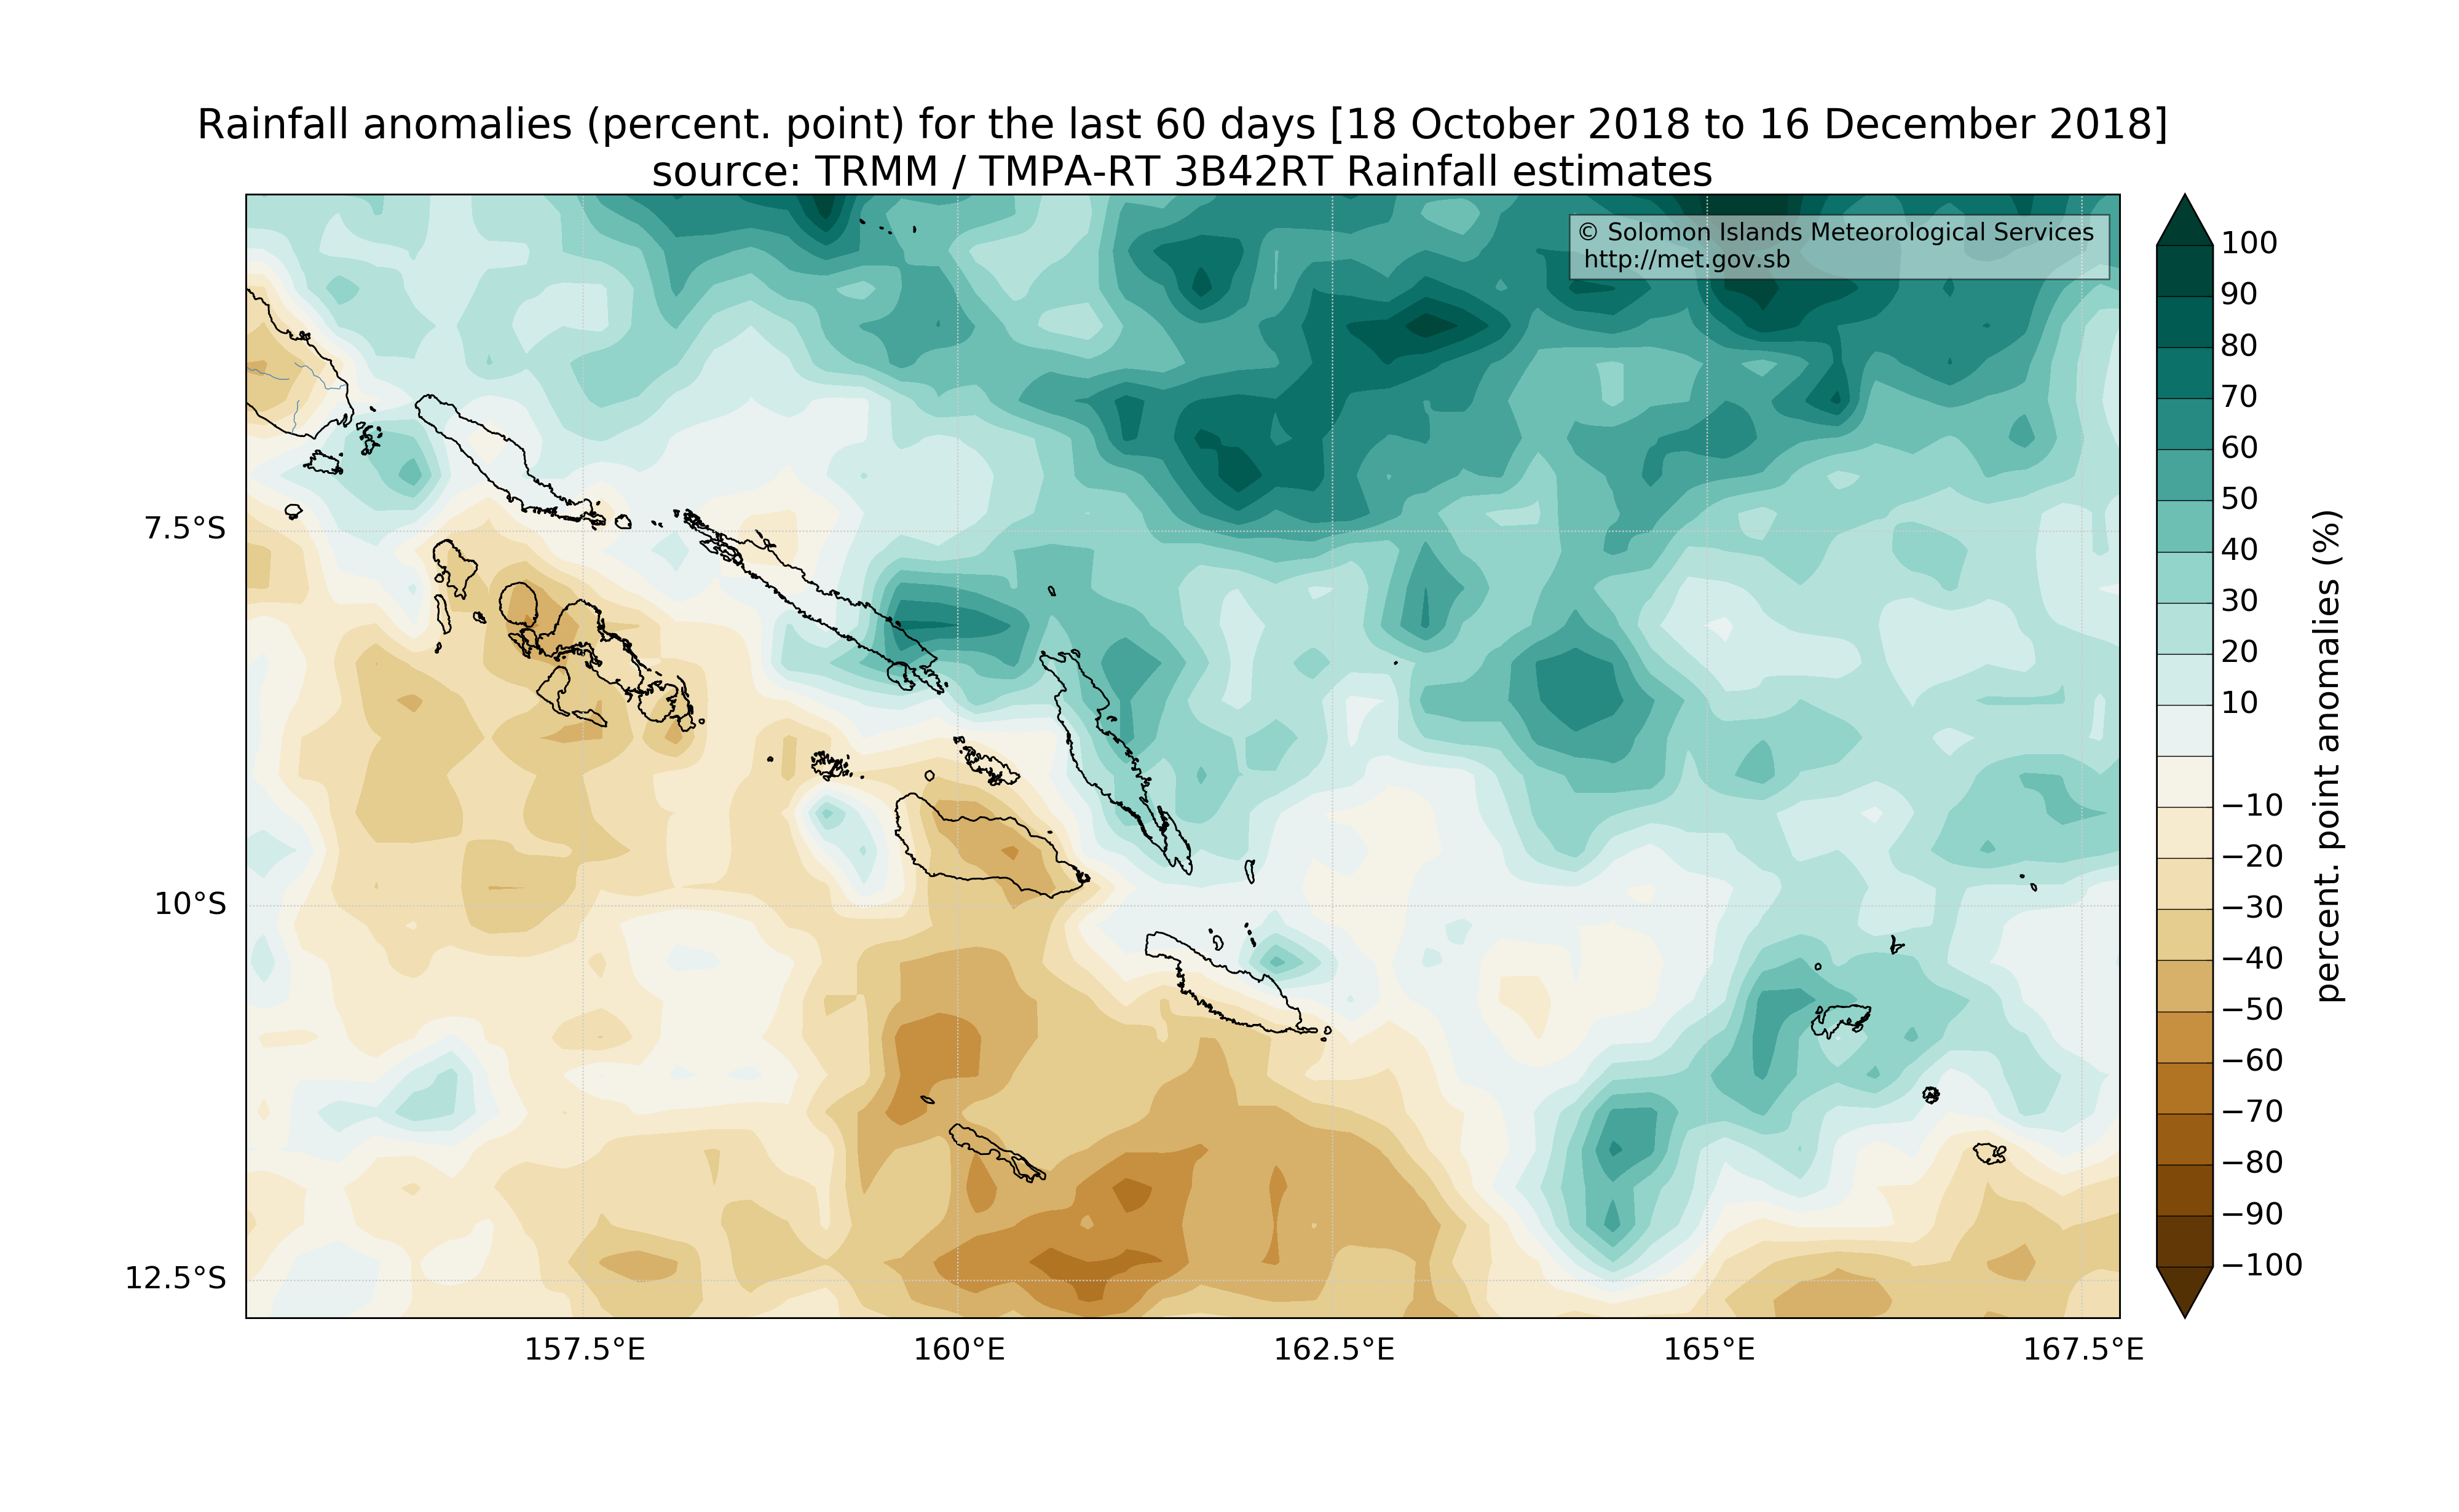 Rainfall anomalies (percent. point) for the last 60 days [18 October 2018 to 16 December 2018]
source: TRMM / TMPA-RT 3B42RT Rainfall estimates
© Solomon Islands Meteorological Services
http://met.gov.sb
7.5°S
10°S
12.5°S
157.5°E
160°E
162.5°E
165°E
167.5°E
100
90
80
70
60
50
40
30
20
10
−10
−20
−30
−40
−50
−60
−70
−80
−90
−100
percent. point anomalies (%)